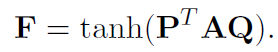 F = tanh(P^T AQ).